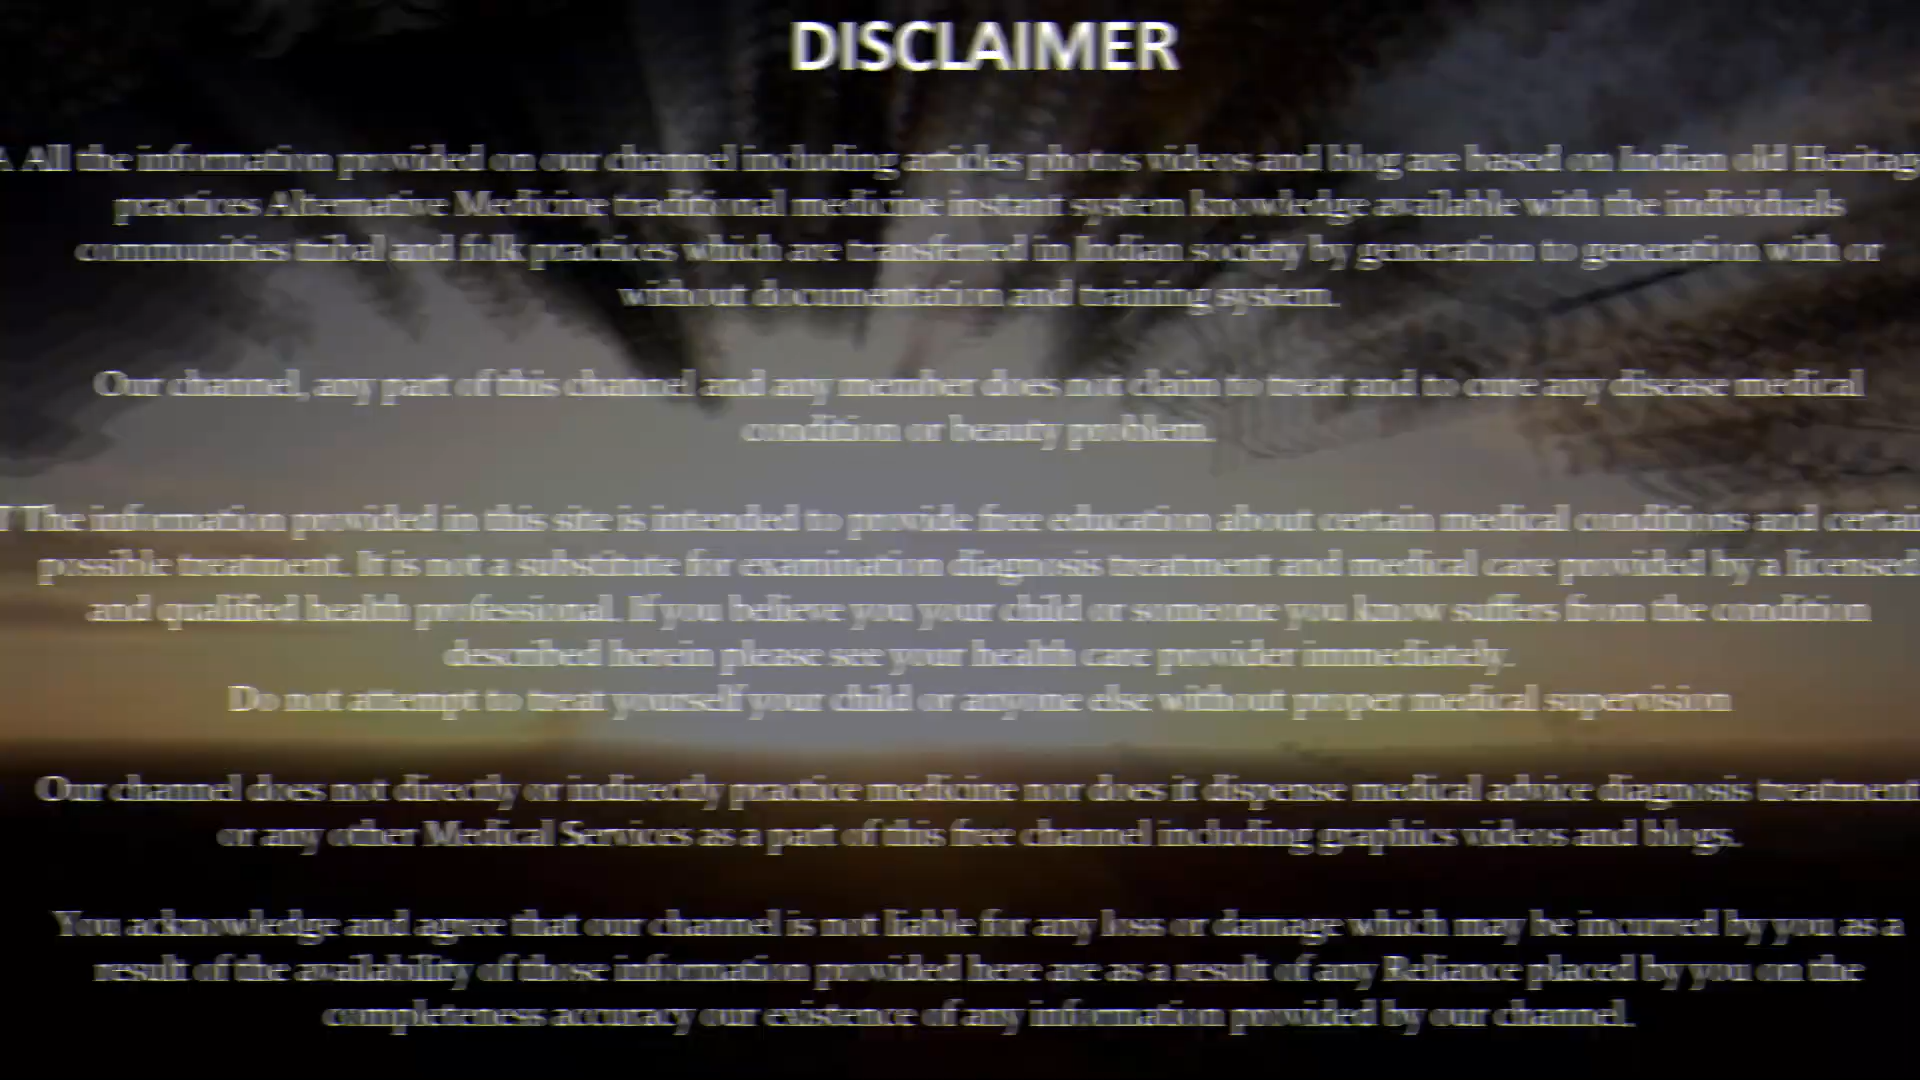 DISCLAIMER
All the information provided on our channel including articles photos videos and blog are based on Indian old Heritag
practices Alternative Medicine traditional medicine instant system knowledge available with the individuals
communities tribal and folk practices which are transferred in Indian society by generation to generation with or
without documentation and training system.
Our channel, any part of this channel and any member does not claim to treat and to cure any disease medical
condition or beauty problem.
The information provided in this site is intended to provide free education about certain medical conditions and certain
possible treatment. It is not a substitute for examination diagnosis treatment and medical care provided by a licensed
and qualified health professional. If you believe you your child or someone you know suffers from the condition
described herein please see your health care provider immediately.
Do not attempt to treat yourself your child or anyone else without proper medical supervision
Our channel does not directly or indirectly practice medicine nor does it dispense medical advice diagnosis treatment
or any other Medical Services as a part of this free channel including graphics videos and blogs.
You acknowledge and agree that our channel is not liable for any loss or damage which may be incurred by you as a
result of the availability of those information provided here are as a result of any Reliance placed by you on the
completeness accuracy our existence of any information provided by our channel.